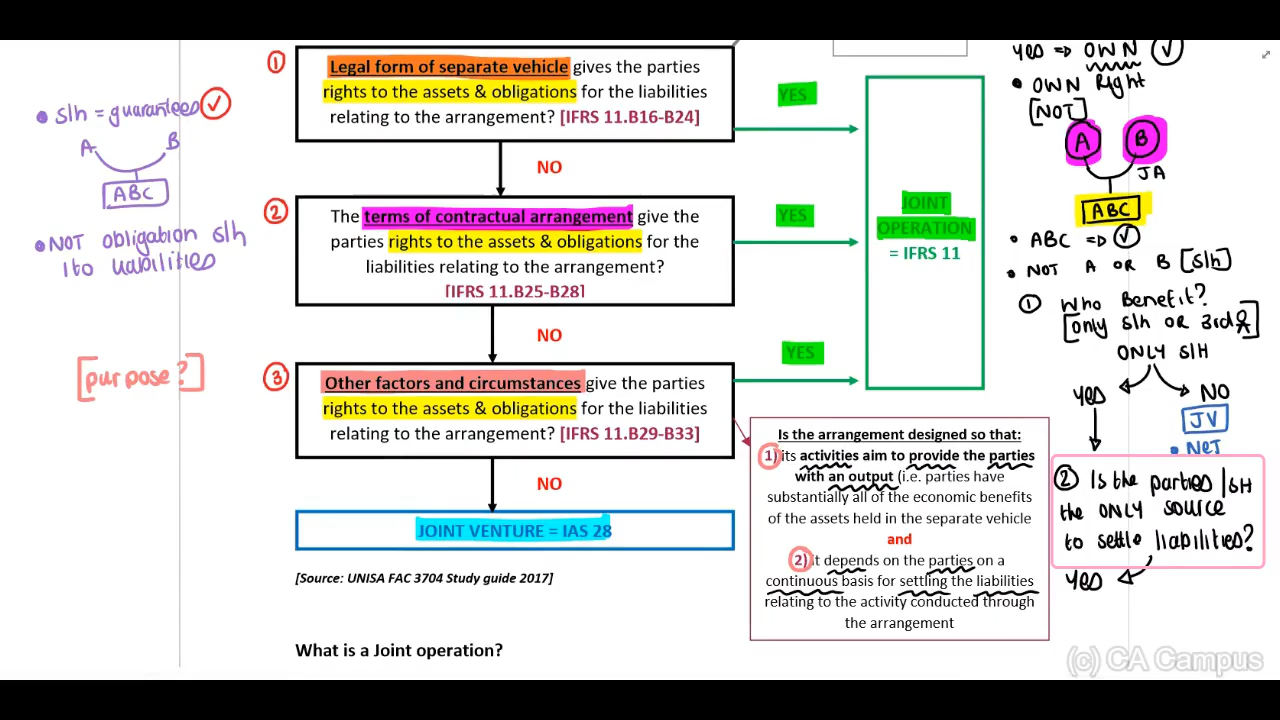 ① Legal form of separate vehicle gives the parties
rights to the assets & obligations for the liabilities
relating to the arrangement? [IFRS 11.B16-B24]
YES
NO
② The terms of contractual arrangement give the
parties rights to the assets & obligations for the
liabilities relating to the arrangement?
[IFRS 11.B25-B28]
YES
NO
③ Other factors and circumstances give the parties
rights to the assets & obligations for the liabilities
relating to the arrangement? [IFRS 11.B29-B33]
YES
NO
JOINT VENTURE = IAS 28
[Source: UNISA FAC 3704 Study guide 2017]
What is a Joint operation?
JOINT
OPERATION
= IFRS 11
Is the arrangement designed so that:
1) its activities aim to provide the parties
with an output (i.e. parties have
substantially all of the economic benefits
of the assets held in the separate vehicle
and
2) it depends on the parties on a
continuous basis for settling the liabilities
relating to the activity conducted through
the arrangement
• Slh = guarantees
A B
ABC
• NOT obligation slh
ito liabilities
[purpose?]
YES => OWN
• OWN Right
[NOT]
A B
JA
ABC
• ABC =>
• NOT A OR B [Slh]
① Who Benefit?
[only slh OR 3rd
ONLY SlH
YES
NO
JV
• NET
② Is the parties /SH
the ONLY source
to settle liabilities?
YES
(c) CA Campus